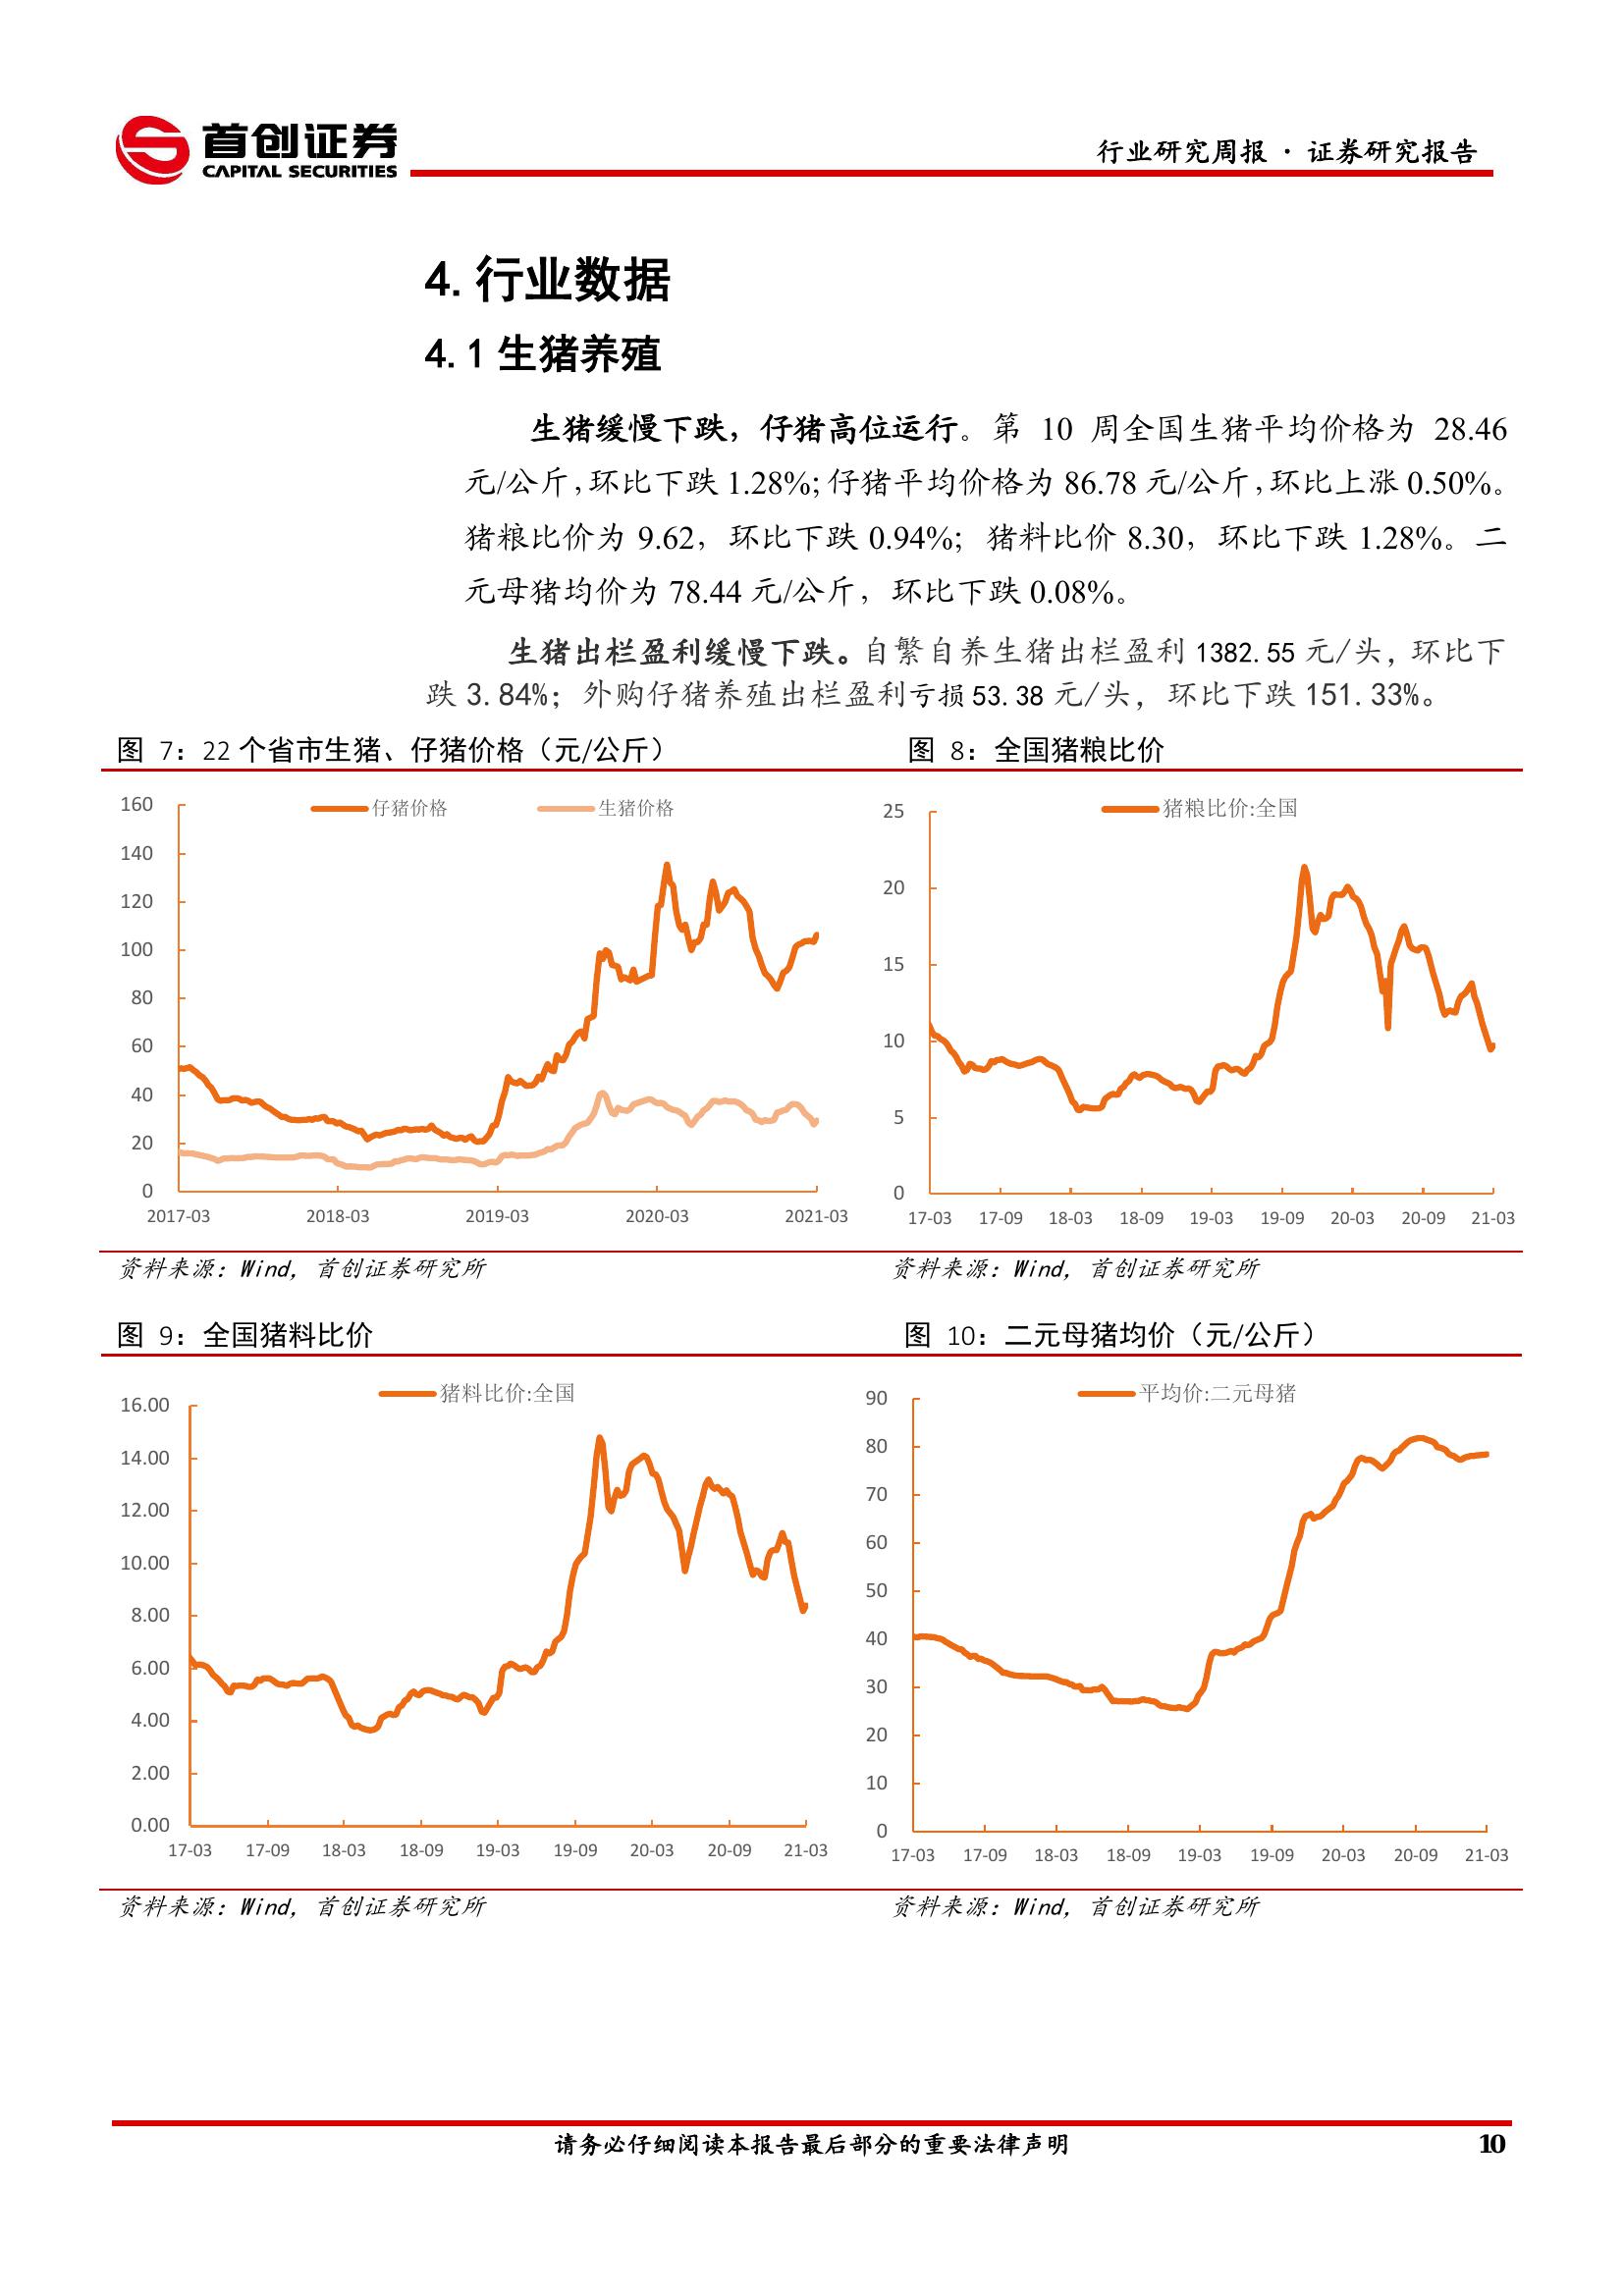 首创证券
CAPITAL SECURITIES
行业研究周报 · 证券研究报告
4. 行业数据
4.1 生猪养殖
生猪缓慢下跌，仔猪高位运行。第 10 周全国生猪平均价格为 28.46
元/公斤，环比下跌 1.28%；仔猪平均价格为 86.78 元/公斤，环比上涨 0.50%。
猪粮比价为 9.62，环比下跌 0.94%；猪料比价 8.30，环比下跌 1.28%。二
元母猪均价为 78.44 元/公斤，环比下跌 0.08%。
生猪出栏盈利缓慢下跌。自繁自养生猪出栏盈利 1382.55 元/头，环比下
跌 3.84%；外购仔猪养殖出栏盈利亏损 53.38 元/头，环比下跌 151.33%。
图 7：22 个省市生猪、仔猪价格（元/公斤）
仔猪价格 生猪价格
160
140
120
100
80
60
40
20
0
2017-03 2018-03 2019-03 2020-03 2021-03
资料来源：Wind，首创证券研究所
图 8：全国猪粮比价
猪粮比价:全国
25
20
15
10
5
0
17-03 17-09 18-03 18-09 19-03 19-09 20-03 20-09 21-03
资料来源：Wind，首创证券研究所
图 9：全国猪料比价
猪料比价:全国
16.00
14.00
12.00
10.00
8.00
6.00
4.00
2.00
0.00
17-03 17-09 18-03 18-09 19-03 19-09 20-03 20-09 21-03
资料来源：Wind，首创证券研究所
图 10：二元母猪均价（元/公斤）
平均价:二元母猪
90
80
70
60
50
40
30
20
10
0
17-03 17-09 18-03 18-09 19-03 19-09 20-03 20-09 21-03
资料来源：Wind，首创证券研究所
请务必仔细阅读本报告最后部分的重要法律声明
10